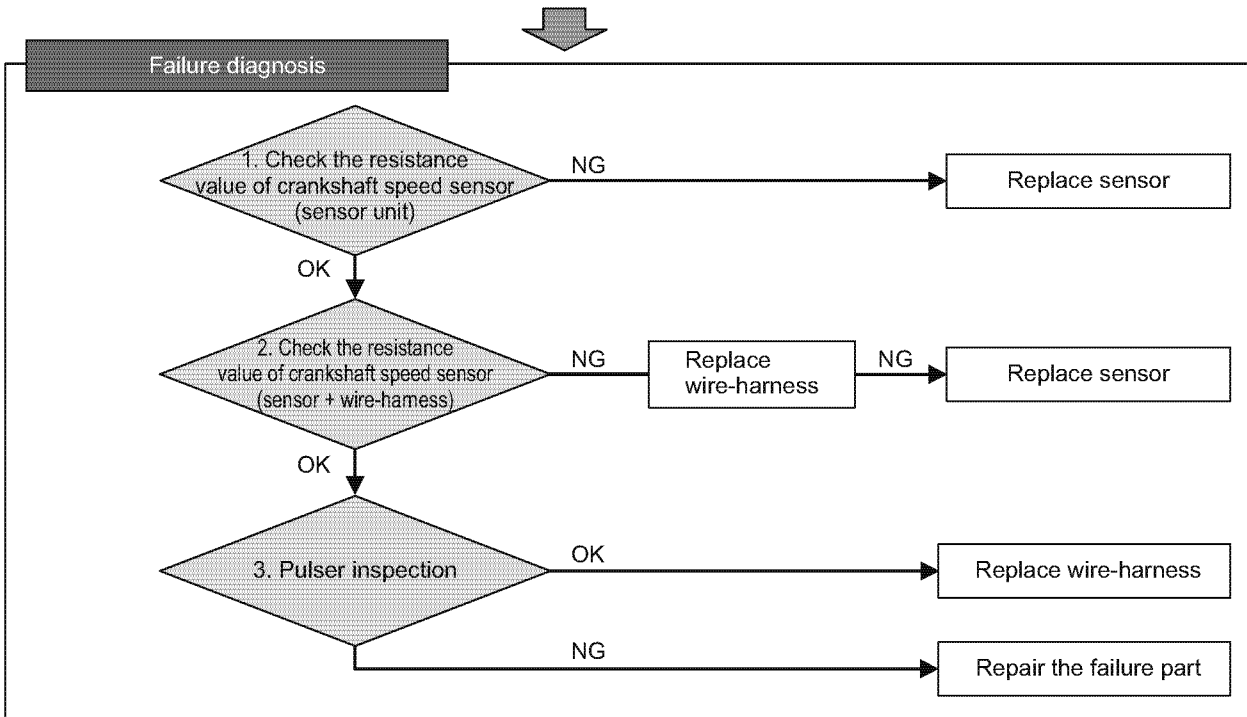 Failure diagnosis
1. Check the resistance
value of crankshaft speed sensor
(sensor unit)
NG
Replace sensor
OK
2. Check the resistance
value of crankshaft speed sensor
(sensor + wire-harness)
NG
Replace
wire-harness
NG
Replace sensor
OK
3. Pulser inspection
OK
Replace wire-harness
NG
Repair the failure part